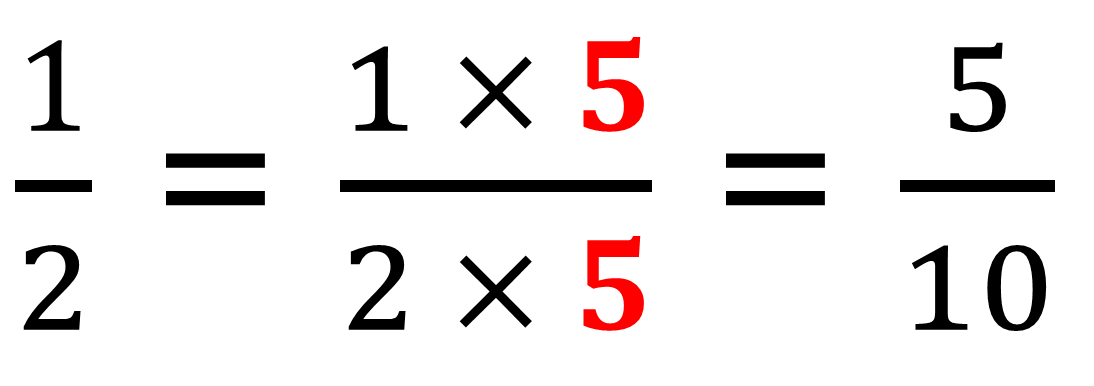 1/2 = (1 × 5)/(2 × 5) = 5/10